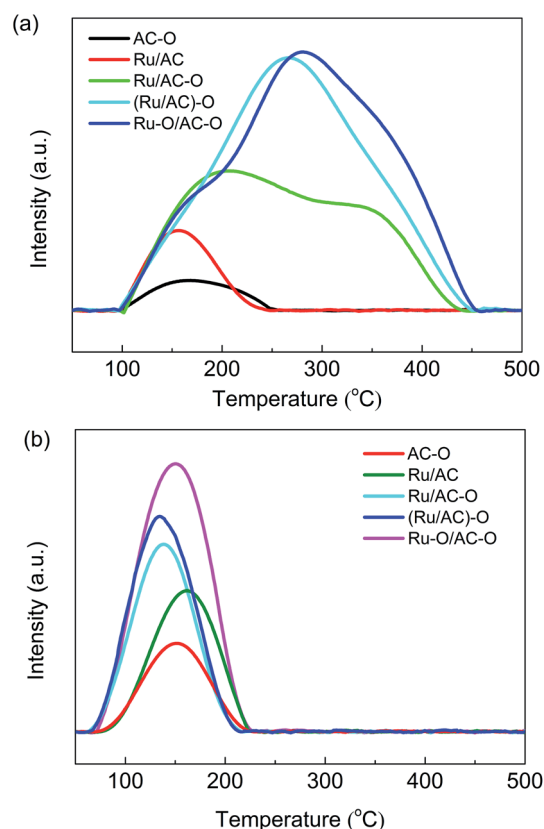 (a)
AC-O
Ru/AC
Ru/AC-O
(Ru/AC)-O
Ru-O/AC-O
Intensity (a.u.)
100 200 300 400 500
Temperature (°C)
(b)
AC-O
Ru/AC
Ru/AC-O
(Ru/AC)-O
Ru-O/AC-O
Intensity (a.u.)
100 200 300 400 500
Temperature (°C)